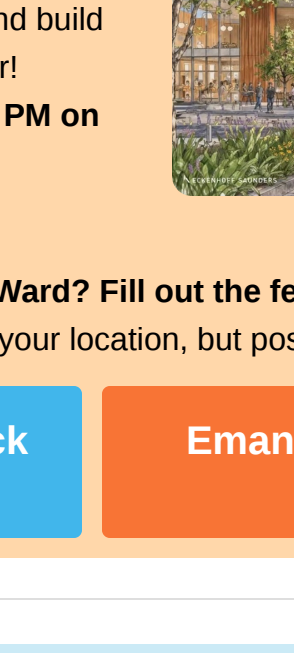 nd build
r!
PM on
ECKENHOFF SAUNDERS
Ward? Fill out the fe
your location, but pos
ck
Eman